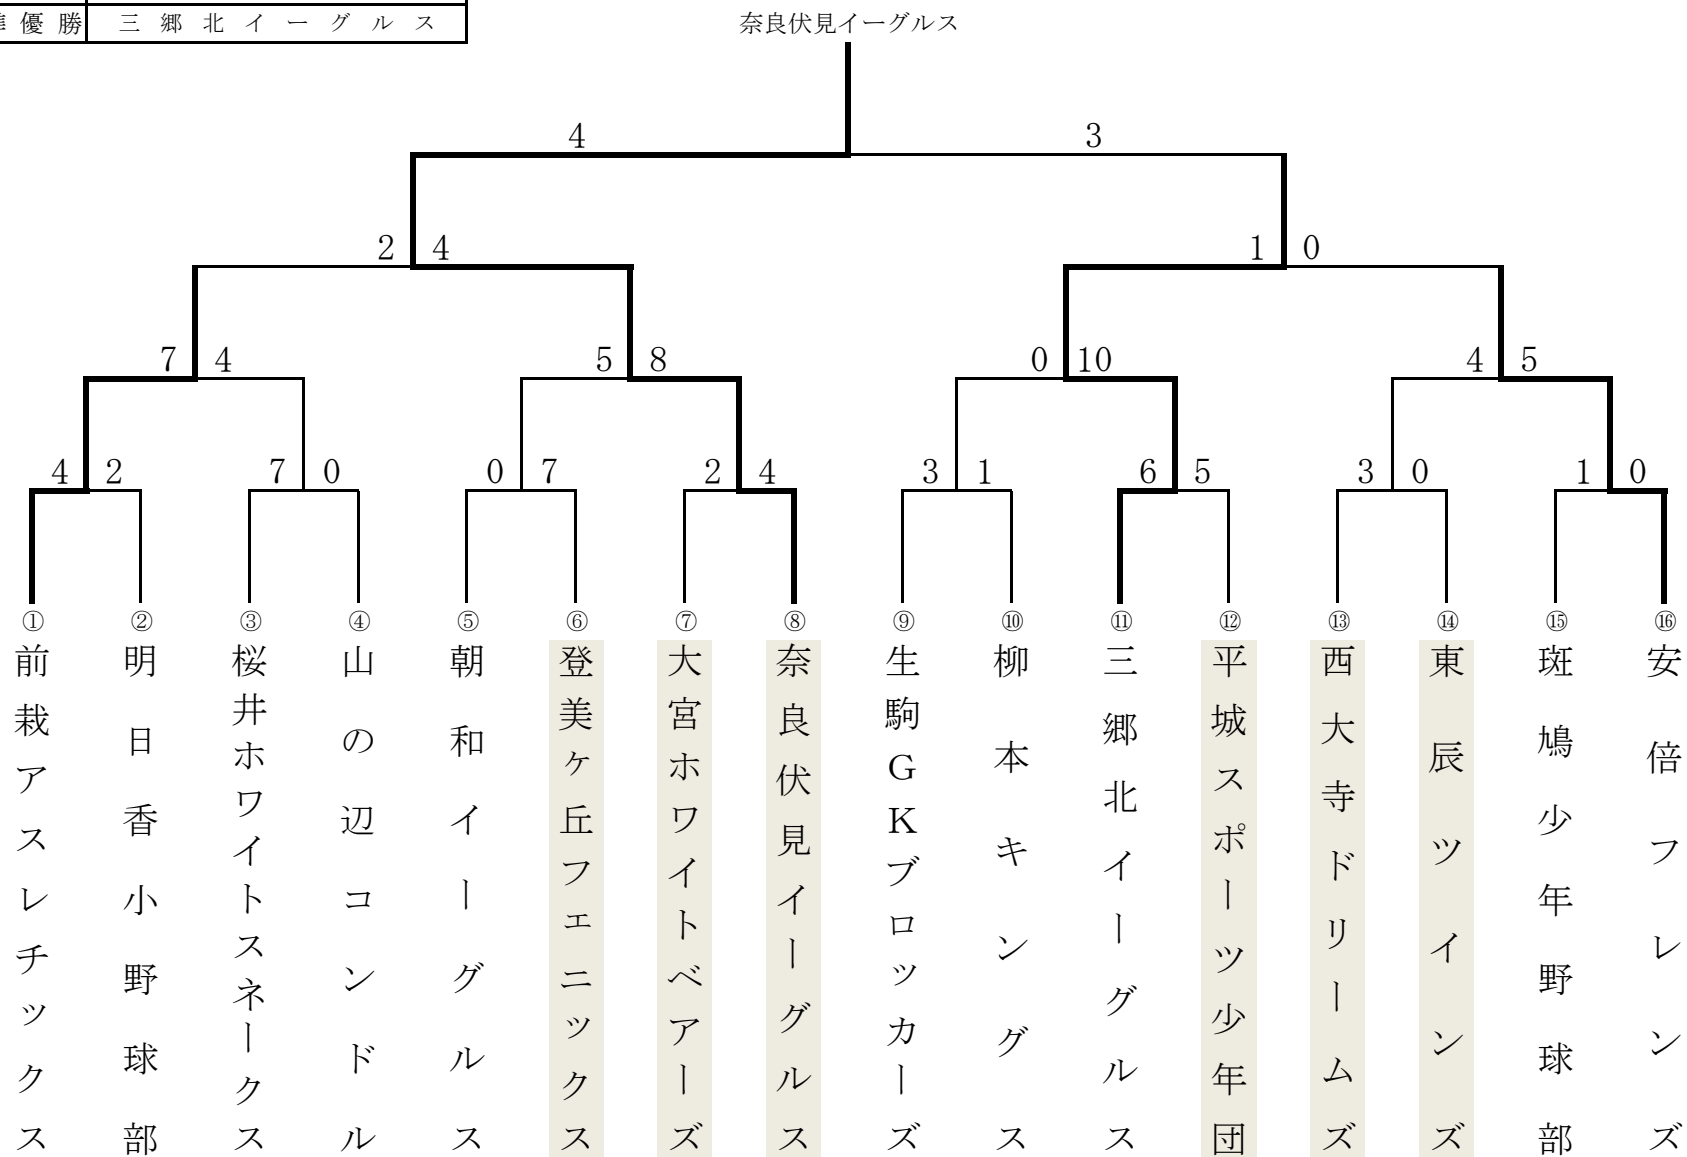 優勝 三郷北イーグルス
奈良伏見イーグルス
4 3
2 4 1 0
7 4 5 8 0 10 4 5
4 2 7 0 0 7 2 4 3 1 6 5 3 0 1 0
① ② ③ ④ ⑤ ⑥ ⑦ ⑧ ⑨ ⑩ ⑪ ⑫ ⑬ ⑭ ⑮ ⑯
前栽アスレチックス
明日香小野球部
桜井ホワイトスネークス
山の辺コンドル
朝和イーグルス
登美ヶ丘フェニックス
大宮ホワイトベアーズ
奈良伏見イーグルス
生駒GKブロッカーズ
柳本キングス
三郷北イーグルス
平城スポーツ少年団
西大寺ドリームズ
東辰ツインズ
斑鳩少年野球部
安倍フレンズ